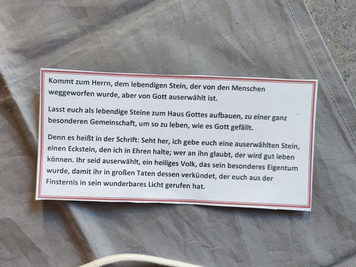 Kommt zum Herrn, dem lebendigen Stein, der von den Menschen
weggeworfen wurde, aber von Gott auserwählt ist.
Lasst euch als lebendige Steine zum Haus Gottes aufbauen, zu einer ganz
besonderen Gemeinschaft, um so zu leben, wie es Gott gefällt.
Denn es heißt in der Schrift: Seht her, ich gebe euch eine auserwählten Stein,
einen Eckstein, den ich in Ehren halte; wer an ihn glaubt, der wird gut leben
können. Ihr seid auserwählt, ein heiliges Volk, das sein besonderes Eigentum
wurde, damit ihr in großen Taten dessen verkündet, der euch aus der
Finsternis in sein wunderbares Licht gerufen hat.